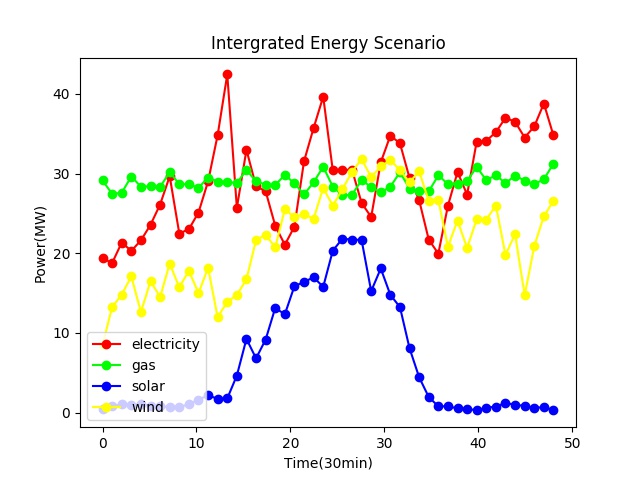 Intergrated Energy Scenario
Power(MW)
40
30
20
10
0
electricity
gas
solar
wind
0 10 20 30 40 50
Time(30min)